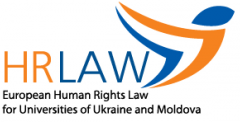 HRLAW
European Human Rights Law
for Universities of Ukraine and Moldova